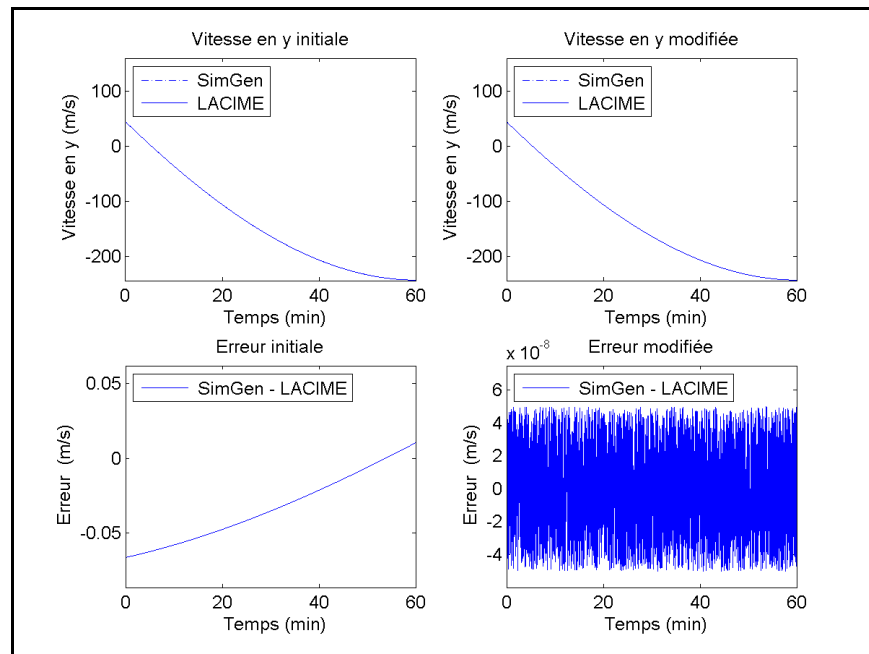 Vitesse en y initiale
SimGen
LACIME
Vitesse en y (m/s)
100
0
-100
-200
0
20
40
60
Temps (min)
Vitesse en y modifiée
SimGen
LACIME
Vitesse en y (m/s)
100
0
-100
-200
0
20
40
60
Temps (min)
Erreur initiale
SimGen - LACIME
Erreur (m/s)
0.05
0
-0.05
0
20
40
60
Temps (min)
x 10-8
Erreur modifiée
SimGen - LACIME
Erreur (m/s)
6
4
2
0
-2
-4
0
20
40
60
Temps (min)